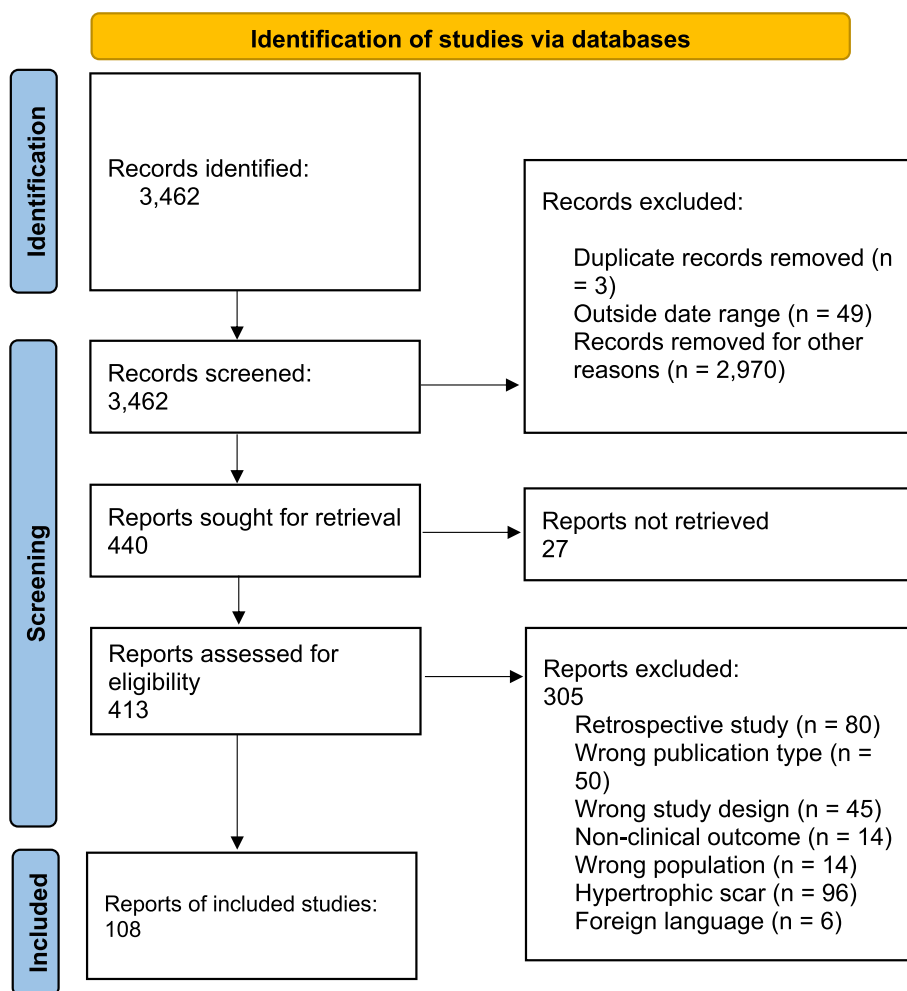 Identification of studies via databases
Identification
Records identified:
3,462
Records excluded:
Duplicate records removed (n
= 3)
Outside date range (n = 49)
Records removed for other
reasons (n = 2,970)
Screening
Records screened:
3,462
Reports sought for retrieval
440
Reports not retrieved
27
Reports assessed for
eligibility
413
Reports excluded:
305
Retrospective study (n = 80)
Wrong publication type (n =
50)
Wrong study design (n = 45)
Non-clinical outcome (n = 14)
Wrong population (n = 14)
Hypertrophic scar (n = 96)
Foreign language (n = 6)
Included
Reports of included studies:
108